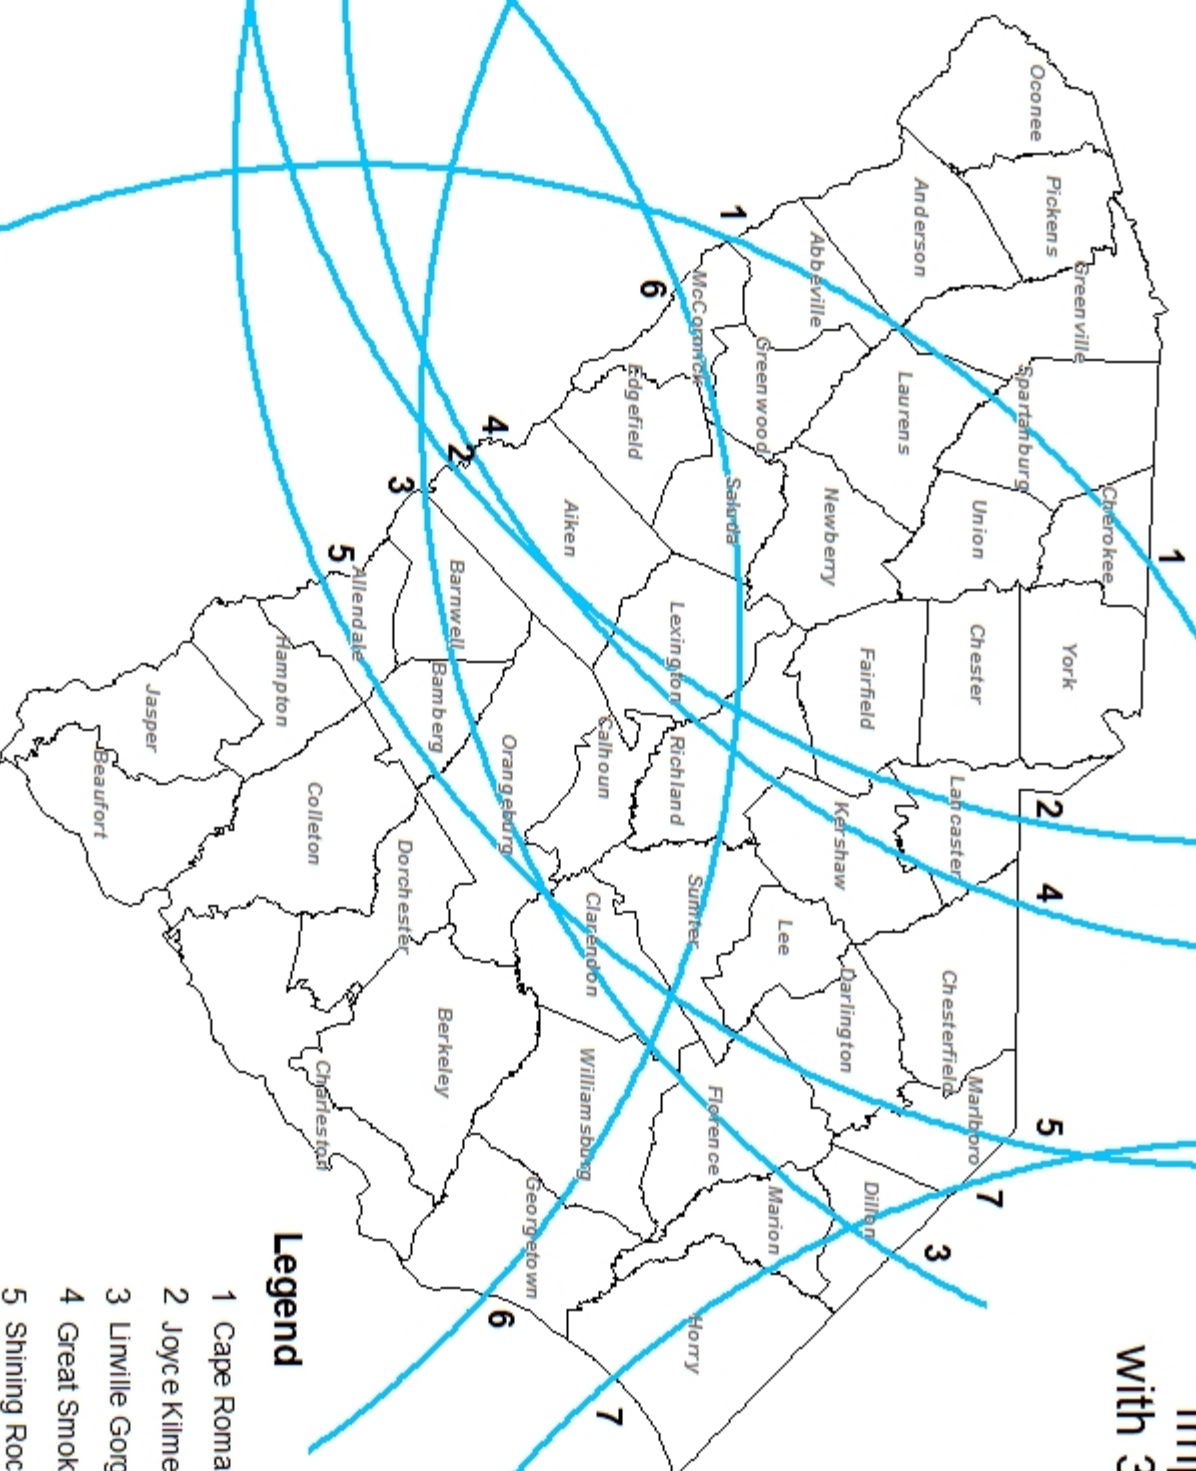 with 3
1
Cherokee
Greenville
York
Pickens
Oconee
2
4
5
Spartanburg
7
Union
Chester
Marlboro
Lancaster
Chesterfield
3
Anderson
Laurens
Fairfield
Dillon
Darlington
Kershaw
Newberry
Abbeville
Lee
Marion
Greenwood
1
Saluda
Florence
McCormick
Sumter
Horry
Richland
Lexington
6
Edgefield
7
Calhoun
Clarendon
Williamsburg
Aiken
Georgetown
Orangeburg
6
4
2
Barnwell
Berkeley
Bamberg
Dorchester
3
Allendale
5
Charleston
Colleton
Hampton
Jasper
Beaufort
Legend
1 Cape Roma
2 Joyce Kilme
3 Linville Gorg
4 Great Smok
5 Shining Roc